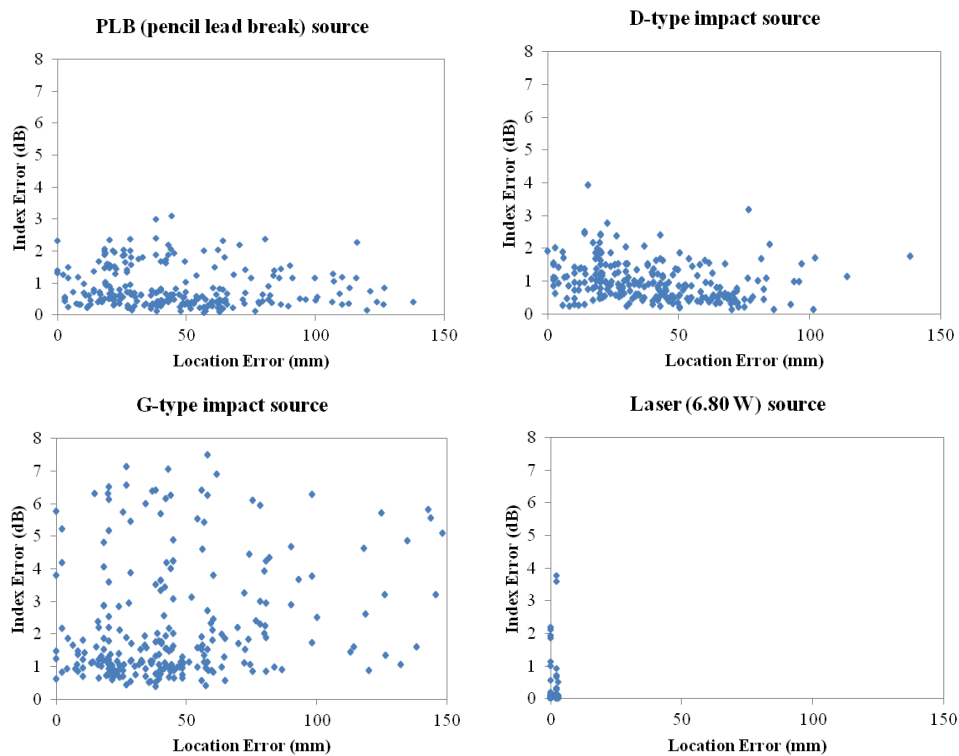 PLB (pencil lead break) source
8
7
6
5
4
3
2
1
0
Index Error (dB)
0 50 100 150
Location Error (mm)
D-type impact source
8
7
6
5
4
3
2
1
0
Index Error (dB)
0 50 100 150
Location Error (mm)
G-type impact source
8
7
6
5
4
3
2
1
0
Index Error (dB)
0 50 100 150
Location Error (mm)
Laser (6.80 W) source
8
7
6
5
4
3
2
1
0
Index Error (dB)
0 50 100 150
Location Error (mm)